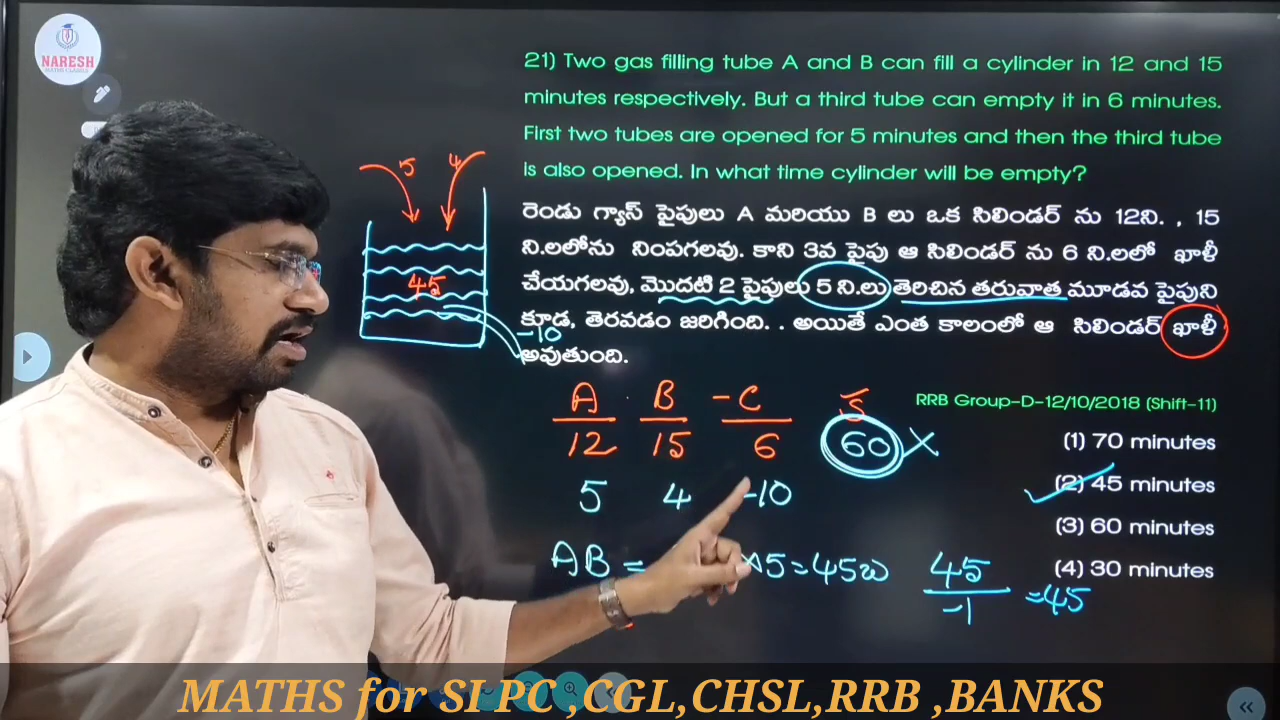 NARESH
MATHS CLASSES
21) Two gas filling tube A and B can fill a cylinder in 12 and 15
minutes respectively. But a third tube can empty it in 6 minutes.
First two tubes are opened for 5 minutes and then the third tube
is also opened. In what time cylinder will be empty?
రెండు గ్యాస్ పైపులు A మరియు B లు ఒక సిలిండర్ ను 12ని. , 15
ని.లలోను నింపగలవు. కాని 3వ పైపు ఆ సిలిండర్ ను 6 ని.లలో ఖాళీ
చేయగలవు, మొదటి 2 పైపులు 5 ని.లు తెరిచిన తరువాత మూడవ పైపుని
కూడ, తెరవడం జరిగింది. . అయితే ఎంత కాలంలో ఆ సిలిండర్ ఖాళీ
అవుతుంది.
5 4
45
-10
A B -C 5
12 15 6 60 ×
5 4 -10
AB = ×5=45
45
-1 =45
RRB Group-D-12/10/2018 (Shift-11)
(1) 70 minutes
(2) 45 minutes
(3) 60 minutes
(4) 30 minutes
MATHS for SI,PC ,CGL,CHSL,RRB ,BANKS